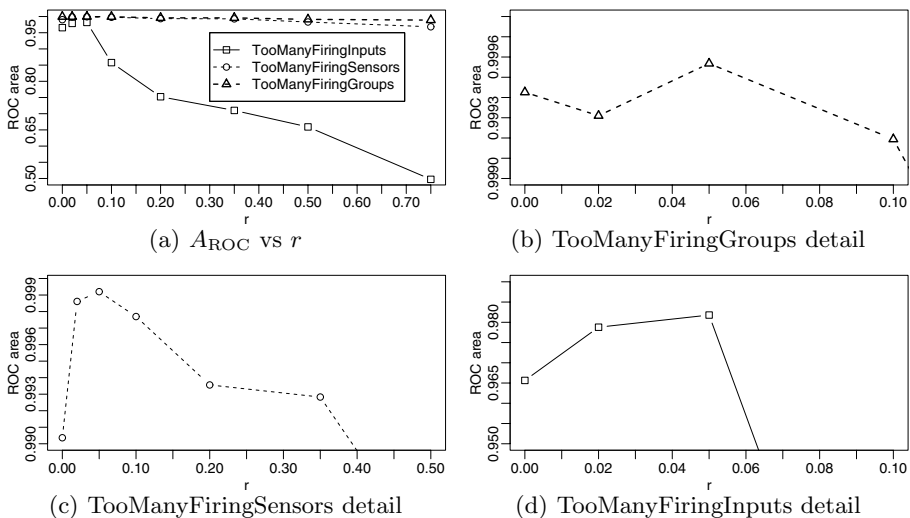 ROC area
0.50 0.65 0.80 0.95
TooManyFiringInputs
TooManyFiringSensors
TooManyFiringGroups
0.00 0.10 0.20 0.30 0.40 0.50 0.60 0.70
r
(a) AROC vs r
ROC area
0.9990 0.9993 0.9996
0.00 0.02 0.04 0.06 0.08 0.10
r
(b) TooManyFiringGroups detail
ROC area
0.990 0.993 0.996 0.999
0.00 0.10 0.20 0.30 0.40 0.50
r
(c) TooManyFiringSensors detail
ROC area
0.950 0.965 0.980
0.00 0.02 0.04 0.06 0.08 0.10
r
(d) TooManyFiringInputs detail